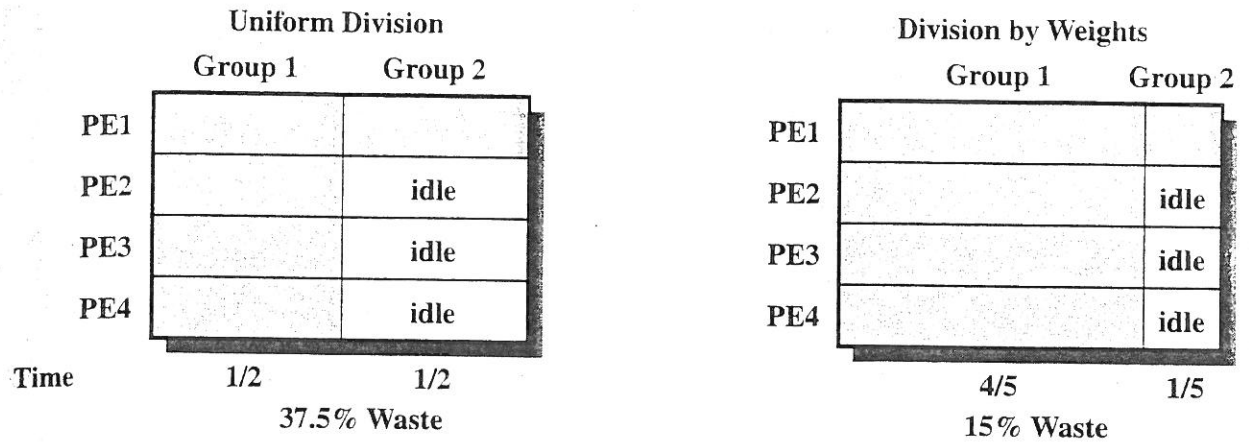 Uniform Division
Group 1 Group 2
PE1
PE2 idle
PE3 idle
PE4 idle
Time 1/2 1/2
37.5% Waste
Division by Weights
Group 1 Group 2
PE1
PE2 idle
PE3 idle
PE4 idle
4/5 1/5
15% Waste